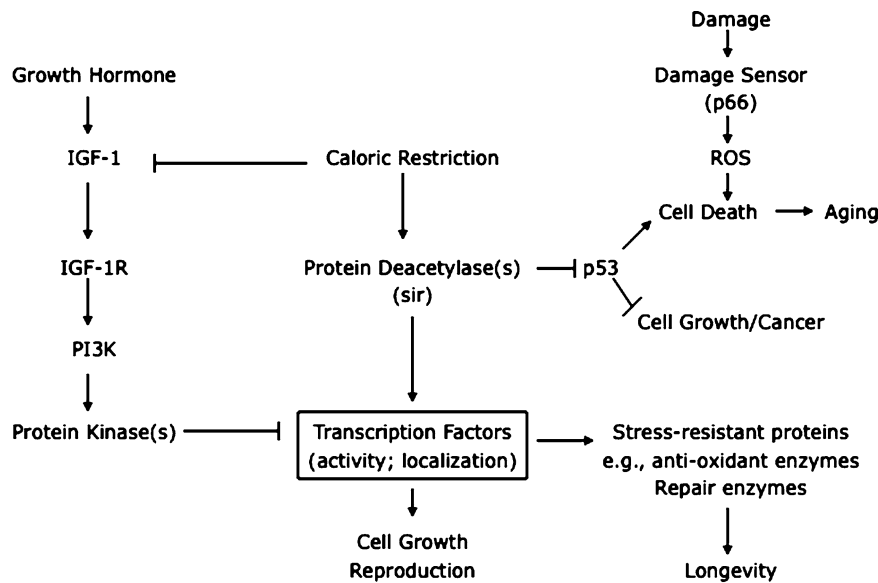 Damage
Growth Hormone
Damage Sensor
(p66)
IGF-1
Caloric Restriction
ROS
Cell Death
Aging
IGF-1R
Protein Deacetylase(s)
(sir)
p53
Cell Growth/Cancer
PI3K
Protein Kinase(s)
Transcription Factors
(activity; localization)
Stress-resistant proteins
e.g., anti-oxidant enzymes
Repair enzymes
Cell Growth
Reproduction
Longevity